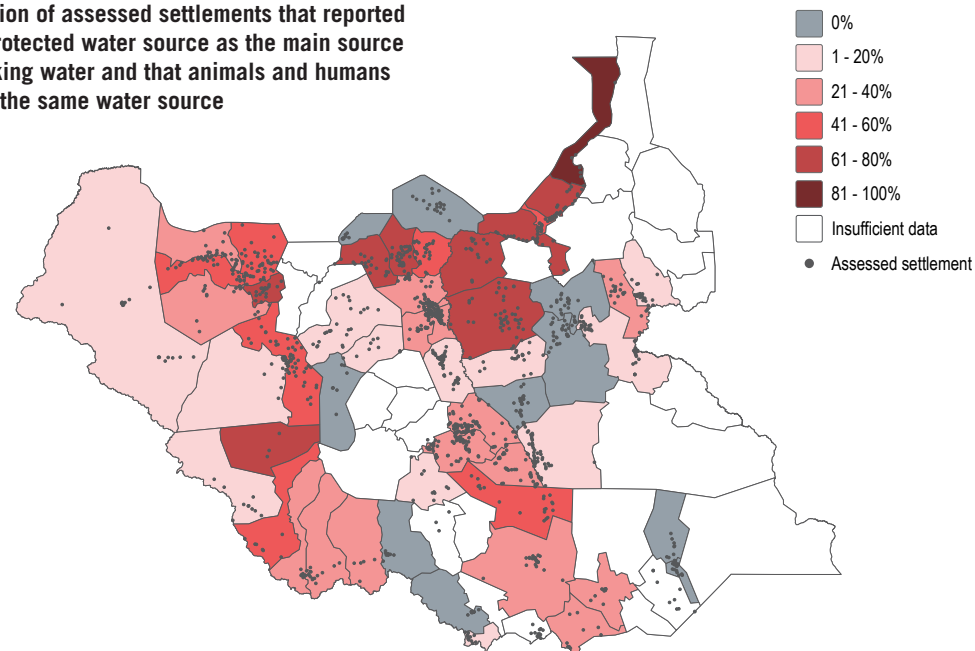 ion of assessed settlements that reported
rotected water source as the main source
king water and that animals and humans
the same water source
0%
1 - 20%
21 - 40%
41 - 60%
61 - 80%
81 - 100%
Insufficient data
Assessed settlement